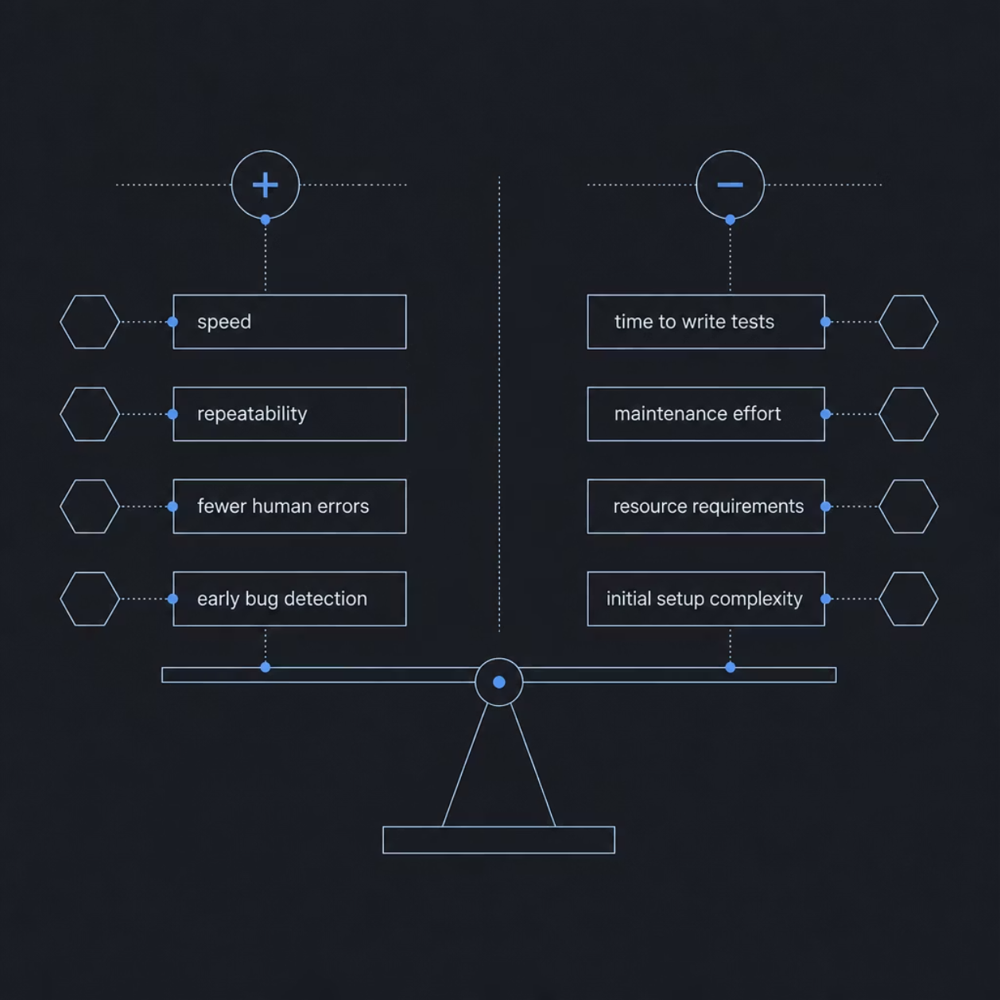 +
speed
repeatability
fewer human errors
early bug detection
−
time to write tests
maintenance effort
resource requirements
initial setup complexity